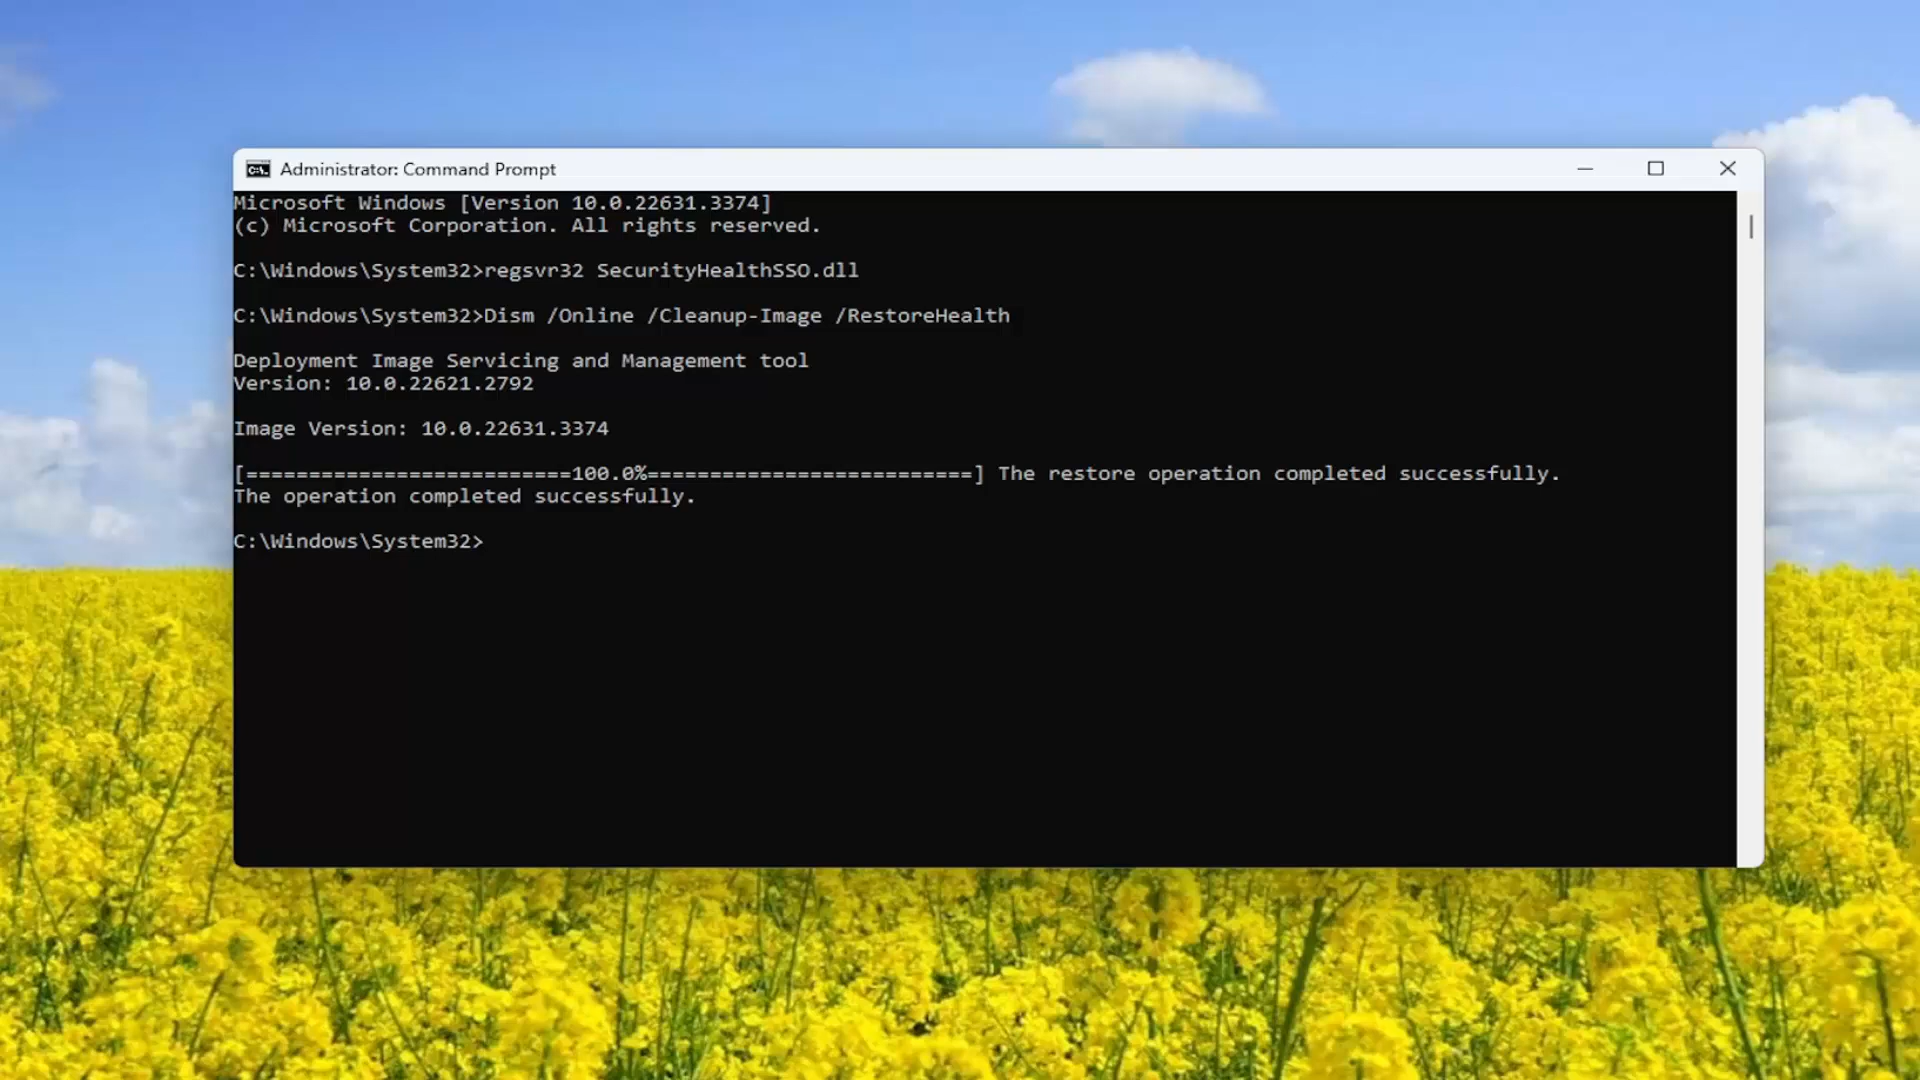 Administrator: Command Prompt
Microsoft Windows [Version 10.0.22631.3374]
(c) Microsoft Corporation. All rights reserved.
C:\Windows\System32>regsvr32 SecurityHealthSSO.dll
C:\Windows\System32>Dism /Online /Cleanup-Image /RestoreHealth
Deployment Image Servicing and Management tool
Version: 10.0.22621.2792
Image Version: 10.0.22631.3374
[==========================100.0%==========================] The restore operation completed successfully.
The operation completed successfully.
C:\Windows\System32>